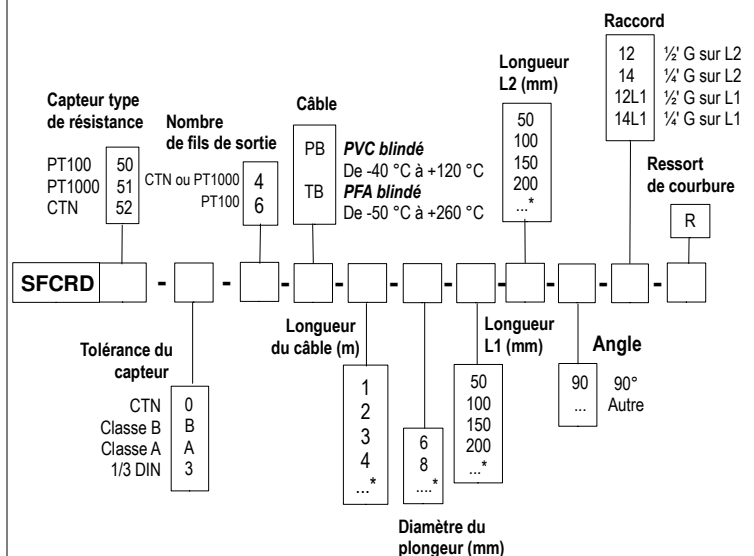 Raccord
12 ½' G sur L2
14 ¼' G sur L2
12L1 ½' G sur L1
14L1 ¼' G sur L1
Longueur
L2 (mm)
50
100
150
200
...*
Capteur type
de résistance
PT100 50
PT1000 51
CTN 52
Nombre
de fils de sortie
CTN ou PT1000 4
PT100 6
Câble
PB PVC blindé
De -40 °C à +120 °C
TB PFA blindé
De -50 °C à +260 °C
Ressort
de courbure
R
SFCRD - - - - - - - - - -
Tolérance du
capteur
CTN 0
Classe B B
Classe A A
1/3 DIN 3
Longueur
du câble (m)
1
2
3
4
...*
6
8
....*
Diamètre du
plongeur (mm)
Longueur
L1 (mm)
50
100
150
200
...*
Angle
90 90°
... Autre